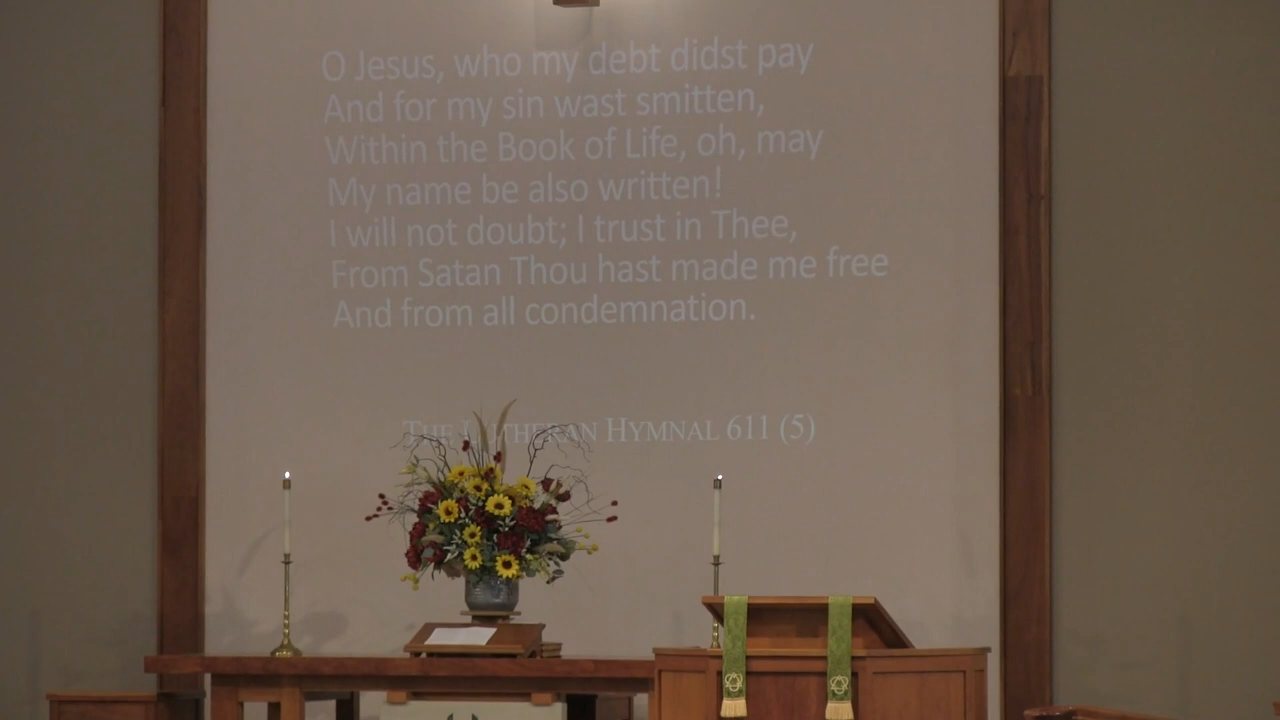 O Jesus, who my debt didst pay
And for my sin wast smitten,
Within the Book of Life, oh, may
My name be also written!
I will not doubt; I trust in Thee,
From Satan Thou hast made me free
And from all condemnation.
The Lutheran Hymnal 611 (5)